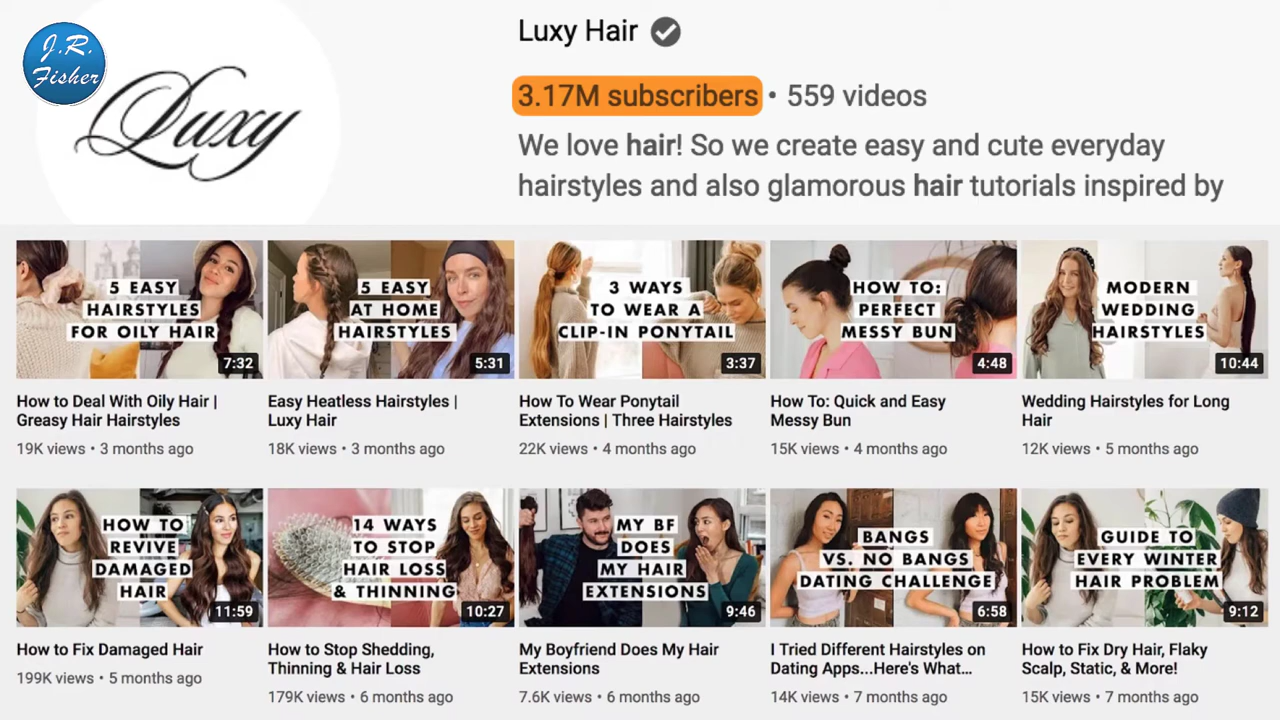 J.R.
Fisher
Luxy
Luxy Hair
3.17M subscribers • 559 videos
We love hair! So we create easy and cute everyday
hairstyles and also glamorous hair tutorials inspired by
5 EASY
HAIRSTYLES
FOR OILY HAIR
7:32
5 EASY
AT HOME
HAIRSTYLES
5:31
3 WAYS
TO WEAR A
CLIP-IN PONYTAIL
3:37
HOW TO:
PERFECT
MESSY BUN
4:48
MODERN
WEDDING
HAIRSTYLES
10:44
How to Deal With Oily Hair |
Greasy Hair Hairstyles
19K views • 3 months ago
Easy Heatless Hairstyles |
Luxy Hair
18K views • 3 months ago
How To Wear Ponytail
Extensions | Three Hairstyles
22K views • 4 months ago
How To: Quick and Easy
Messy Bun
15K views • 4 months ago
Wedding Hairstyles for Long
Hair
12K views • 5 months ago
HOW TO
REVIVE
DAMAGED
HAIR
11:59
14 WAYS
TO STOP
HAIR LOSS
& THINNING
10:27
MY BF
DOES
MY HAIR
EXTENSIONS
9:46
BANGS
VS. NO BANGS
DATING CHALLENGE
6:58
GUIDE TO
EVERY WINTER
HAIR PROBLEM
9:12
How to Fix Damaged Hair
199K views • 5 months ago
How to Stop Shedding,
Thinning & Hair Loss
179K views • 6 months ago
My Boyfriend Does My Hair
Extensions
7.6K views • 6 months ago
I Tried Different Hairstyles on
Dating Apps...Here's What...
14K views • 7 months ago
How to Fix Dry Hair, Flaky
Scalp, Static, & More!
15K views • 7 months ago